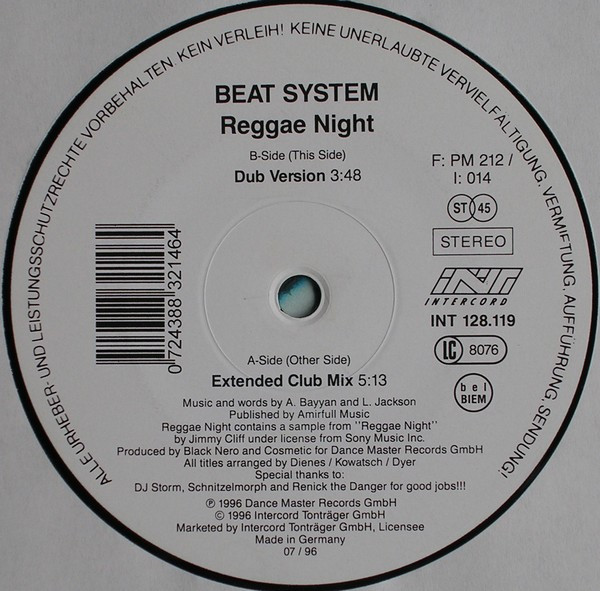 ALLE URHEBER- UND LEISTUNGSSCHUTZRECHTE VORBEHALTEN. KEIN VERLEIH! KEINE UNERLAUBTE VERVIELFÄLTIGUNG, VERMIETUNG, AUFFÜHRUNG, SENDUNG!
BEAT SYSTEM
Reggae Night
B-Side (This Side)
Dub Version 3:48
F: PM 212 /
I: 014
ST 45
STEREO
INT
INTERCORD
INT 128.119
LC 8076
bel
BIEM
0 724388 321464
A-Side (Other Side)
Extended Club Mix 5:13
Music and words by A. Bayyan and L. Jackson
Published by Amirfull Music
Reggae Night contains a sample from "Reggae Night"
by Jimmy Cliff under license from Sony Music Inc.
Produced by Black Nero and Cosmetic for Dance Master Records GmbH
All titles arranged by Dienes / Kowatsch / Dyer
Special thanks to:
DJ Storm, Schnitzelmorph and Renick the Danger for good jobs!!!
℗ 1996 Dance Master Records GmbH
© 1996 Intercord Tonträger GmbH
Marketed by Intercord Tonträger GmbH, Licensee
Made in Germany
07 / 96